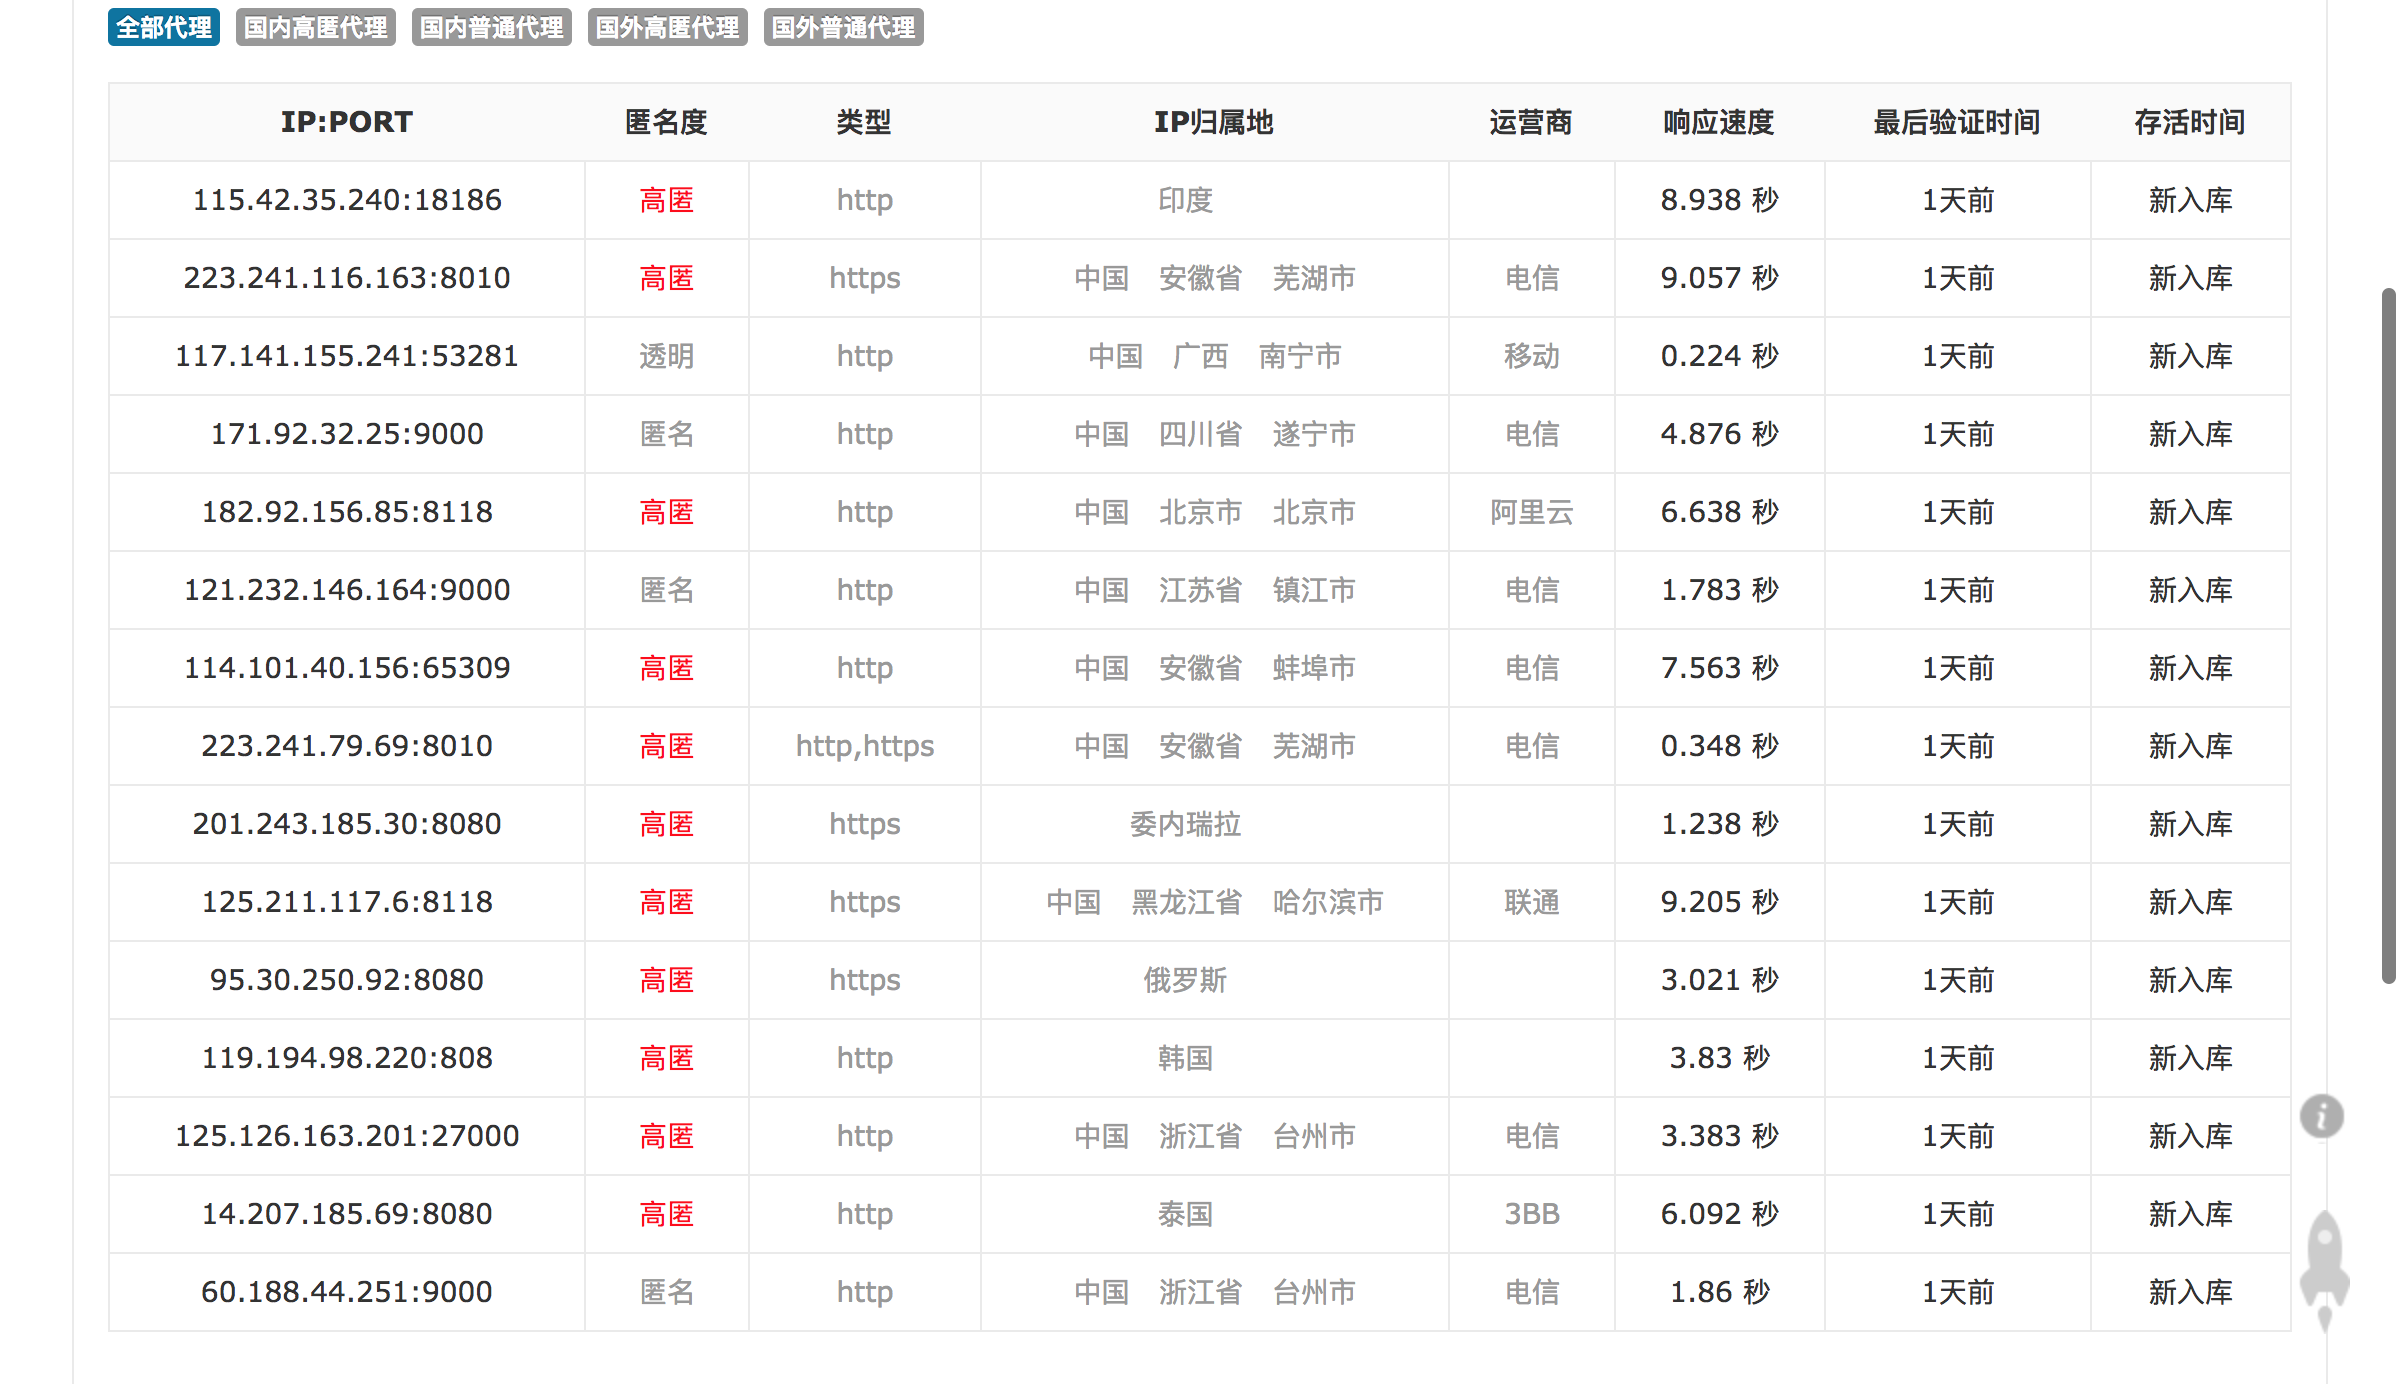 全部代理 国内高匿代理 国内普通代理 国外高匿代理 国外普通代理
IP:PORT 匿名度 类型 IP归属地 运营商 响应速度 最后验证时间 存活时间
115.42.35.240:18186 高匿 http 印度 8.938 秒 1天前 新入库
223.241.116.163:8010 高匿 https 中国 安徽省 芜湖市 电信 9.057 秒 1天前 新入库
117.141.155.241:53281 透明 http 中国 广西 南宁市 移动 0.224 秒 1天前 新入库
171.92.32.25:9000 匿名 http 中国 四川省 遂宁市 电信 4.876 秒 1天前 新入库
182.92.156.85:8118 高匿 http 中国 北京市 北京市 阿里云 6.638 秒 1天前 新入库
121.232.146.164:9000 匿名 http 中国 江苏省 镇江市 电信 1.783 秒 1天前 新入库
114.101.40.156:65309 高匿 http 中国 安徽省 蚌埠市 电信 7.563 秒 1天前 新入库
223.241.79.69:8010 高匿 http,https 中国 安徽省 芜湖市 电信 0.348 秒 1天前 新入库
201.243.185.30:8080 高匿 https 委内瑞拉 1.238 秒 1天前 新入库
125.211.117.6:8118 高匿 https 中国 黑龙江省 哈尔滨市 联通 9.205 秒 1天前 新入库
95.30.250.92:8080 高匿 https 俄罗斯 3.021 秒 1天前 新入库
119.194.98.220:808 高匿 http 韩国 3.83 秒 1天前 新入库
125.126.163.201:27000 高匿 http 中国 浙江省 台州市 电信 3.383 秒 1天前 新入库
14.207.185.69:8080 高匿 http 泰国 3BB 6.092 秒 1天前 新入库
60.188.44.251:9000 匿名 http 中国 浙江省 台州市 电信 1.86 秒 1天前 新入库